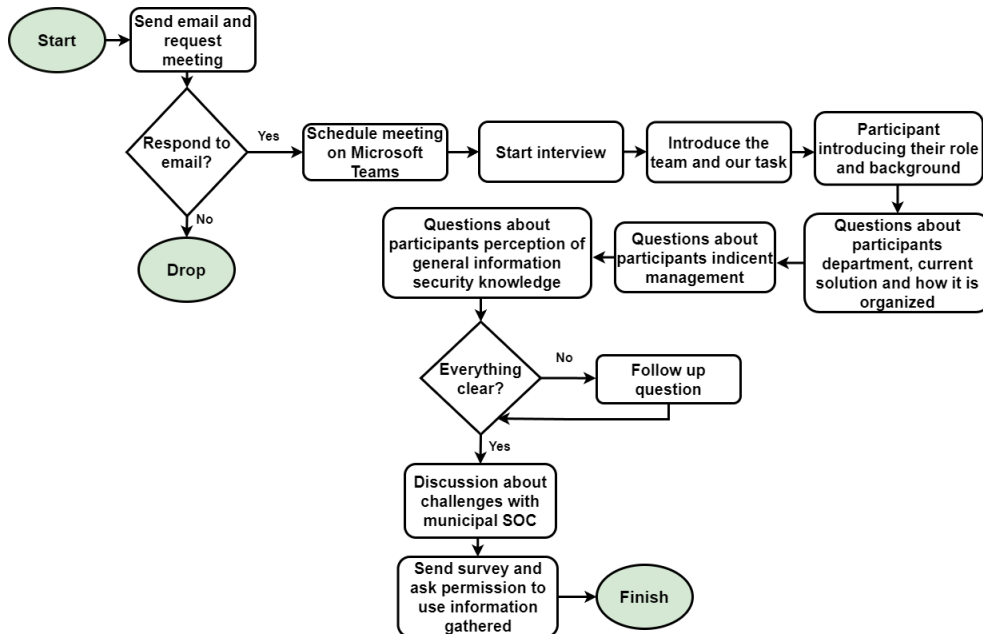 Start
Send email and
request
meeting
Respond to
email?
Yes
Schedule meeting
on Microsoft
Teams
Start interview
Introduce the
team and our task
Participant
introducing their role
and background
No
Drop
Questions about
participants
department, current
solution and how it is
organized
Questions about
participants indicent
management
Questions about
participants perception of
general information
security knowledge
Everything
clear?
No
Follow up
question
Yes
Discussion about
challenges with
municipal SOC
Send survey and
ask permission to
use information
gathered
Finish